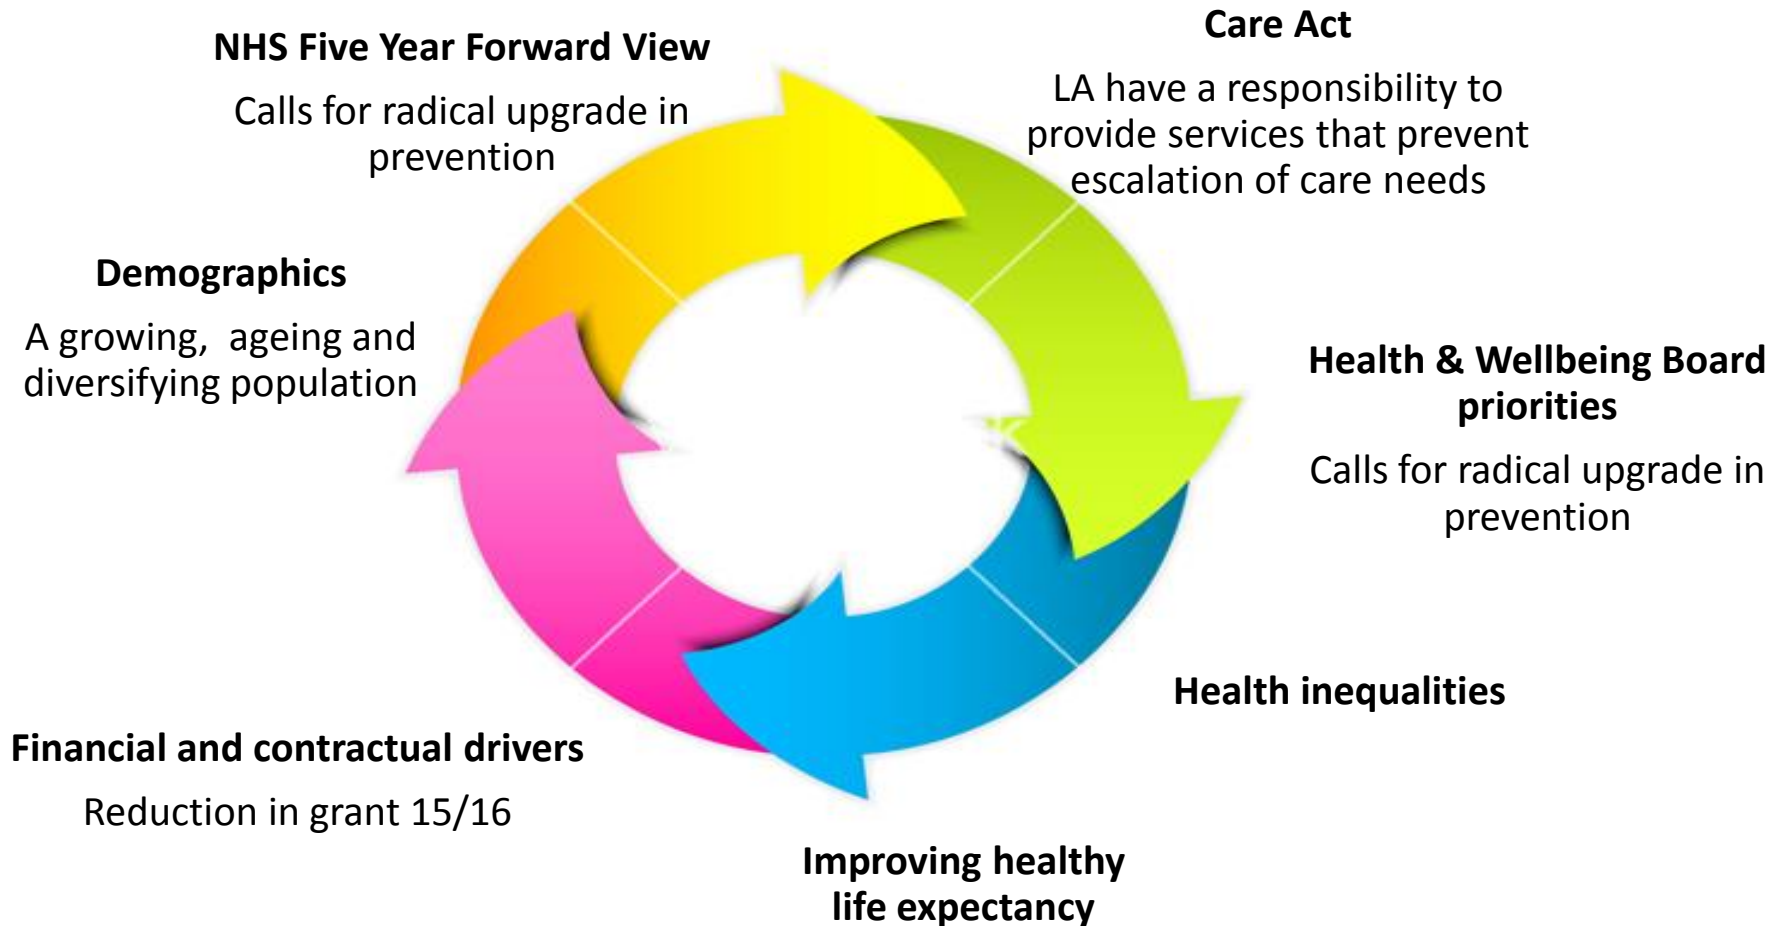 NHS Five Year Forward View
Calls for radical upgrade in
prevention
Care Act
LA have a responsibility to
provide services that prevent
escalation of care needs
Health & Wellbeing Board
priorities
Calls for radical upgrade in
prevention
Health inequalities
Improving healthy
life expectancy
Financial and contractual drivers
Reduction in grant 15/16
Demographics
A growing,  ageing and
diversifying population